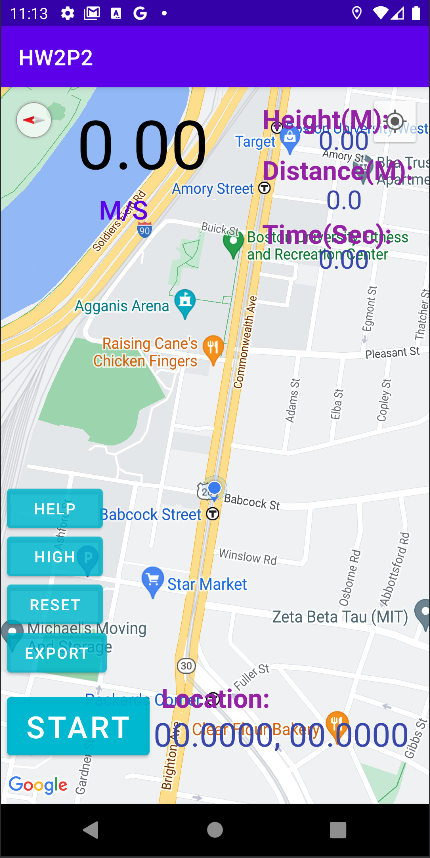 11:13
HW2P2
0.00
M/S
Height(M):
0.00
Distance(M):
0.0
Time(Sec):
0.00
Target
Amory St
Amory Street
Soldiers Field Rd
90
Buick St
Boston University Fitness
and Recreation Center
Agganis Arena
Raising Cane's
Chicken Fingers
Commonwealth Ave
Egmont St
Thatcher St
Pleasant St
Adams St
Elba St
Copley St
20
Babcock St
Babcock Street
HELP
HIGH
P
RESET
EXPORT
Winslow Rd
Osborne Rd
Abbottsford Rd
Star Market
Zeta Beta Tau (MIT)
Michael's Moving
And Storage
30
Fuller St
Location:
START
00.0000, 00.0000
Clear Flour Bakery
Brighton Ave
Gibbs St
Google